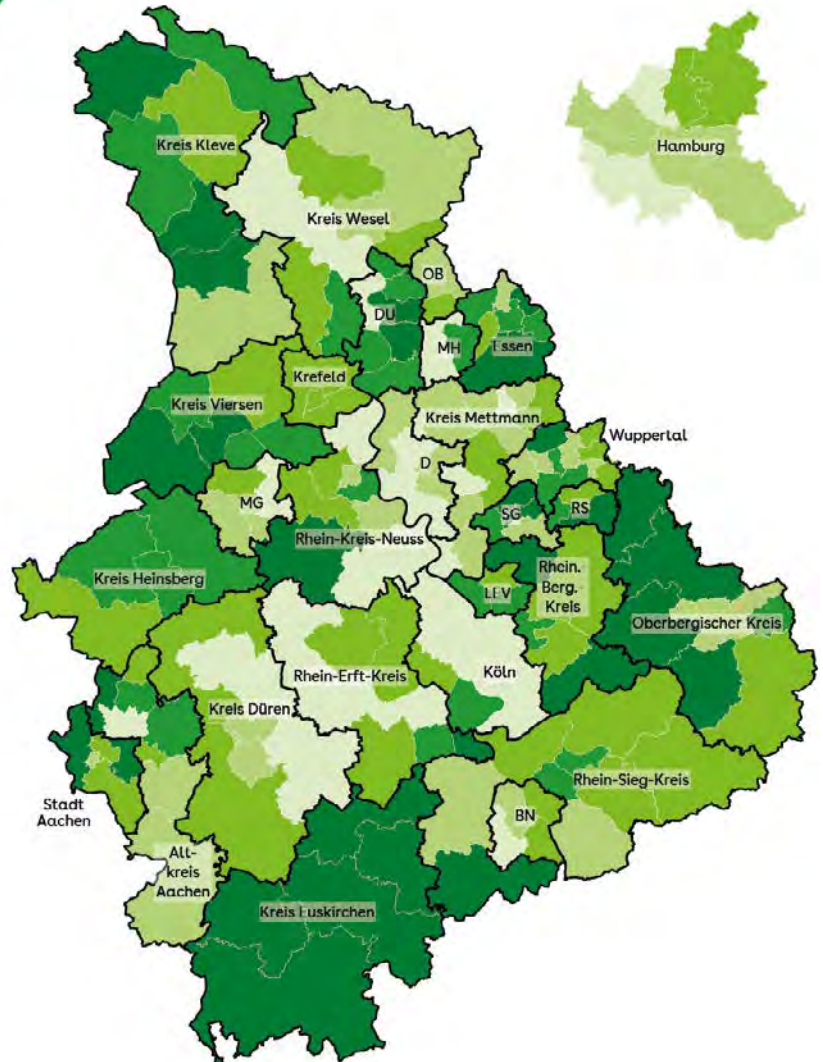 Hamburg
Kreis Kleve
Kreis Wesel
OB
DU
MH
Essen
Krefeld
Kreis Viersen
Kreis Mettmann
Wuppertal
D
MG
SG
RS
Rhein-Kreis-Neuss
Kreis Heinsberg
LEV
Rhein.
Berg.-
Kreis
Oberbergischer Kreis
Köln
Rhein-Erft-Kreis
Kreis Düren
Rhein-Sieg-Kreis
Stadt
Aachen
BN
Alt-
kreis
Aachen
Kreis Euskirchen